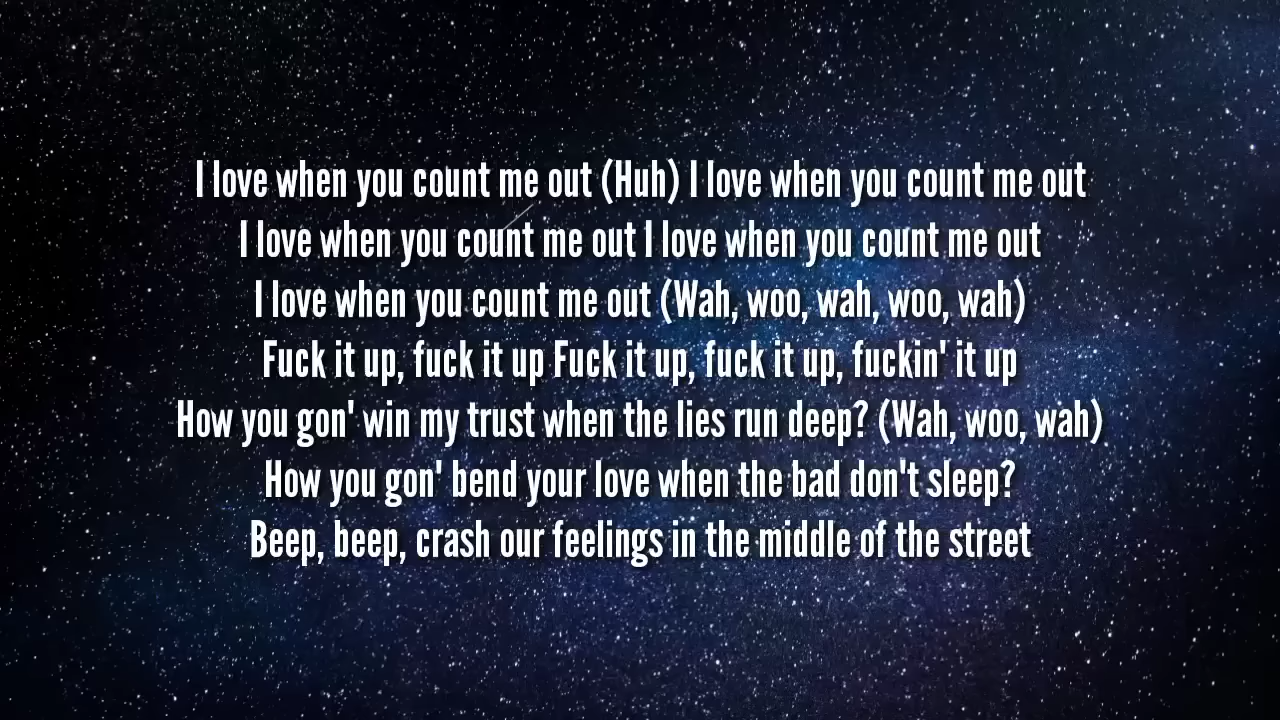 I love when you count me out (Huh) I love when you count me out
I love when you count me out I love when you count me out
I love when you count me out (Wah, woo, wah, woo, wah)
Fuck it up, fuck it up Fuck it up, fuck it up, fuckin' it up
How you gon' win my trust when the lies run deep? (Wah, woo, wah)
How you gon' bend your love when the bad don't sleep?
Beep, beep, crash our feelings in the middle of the street